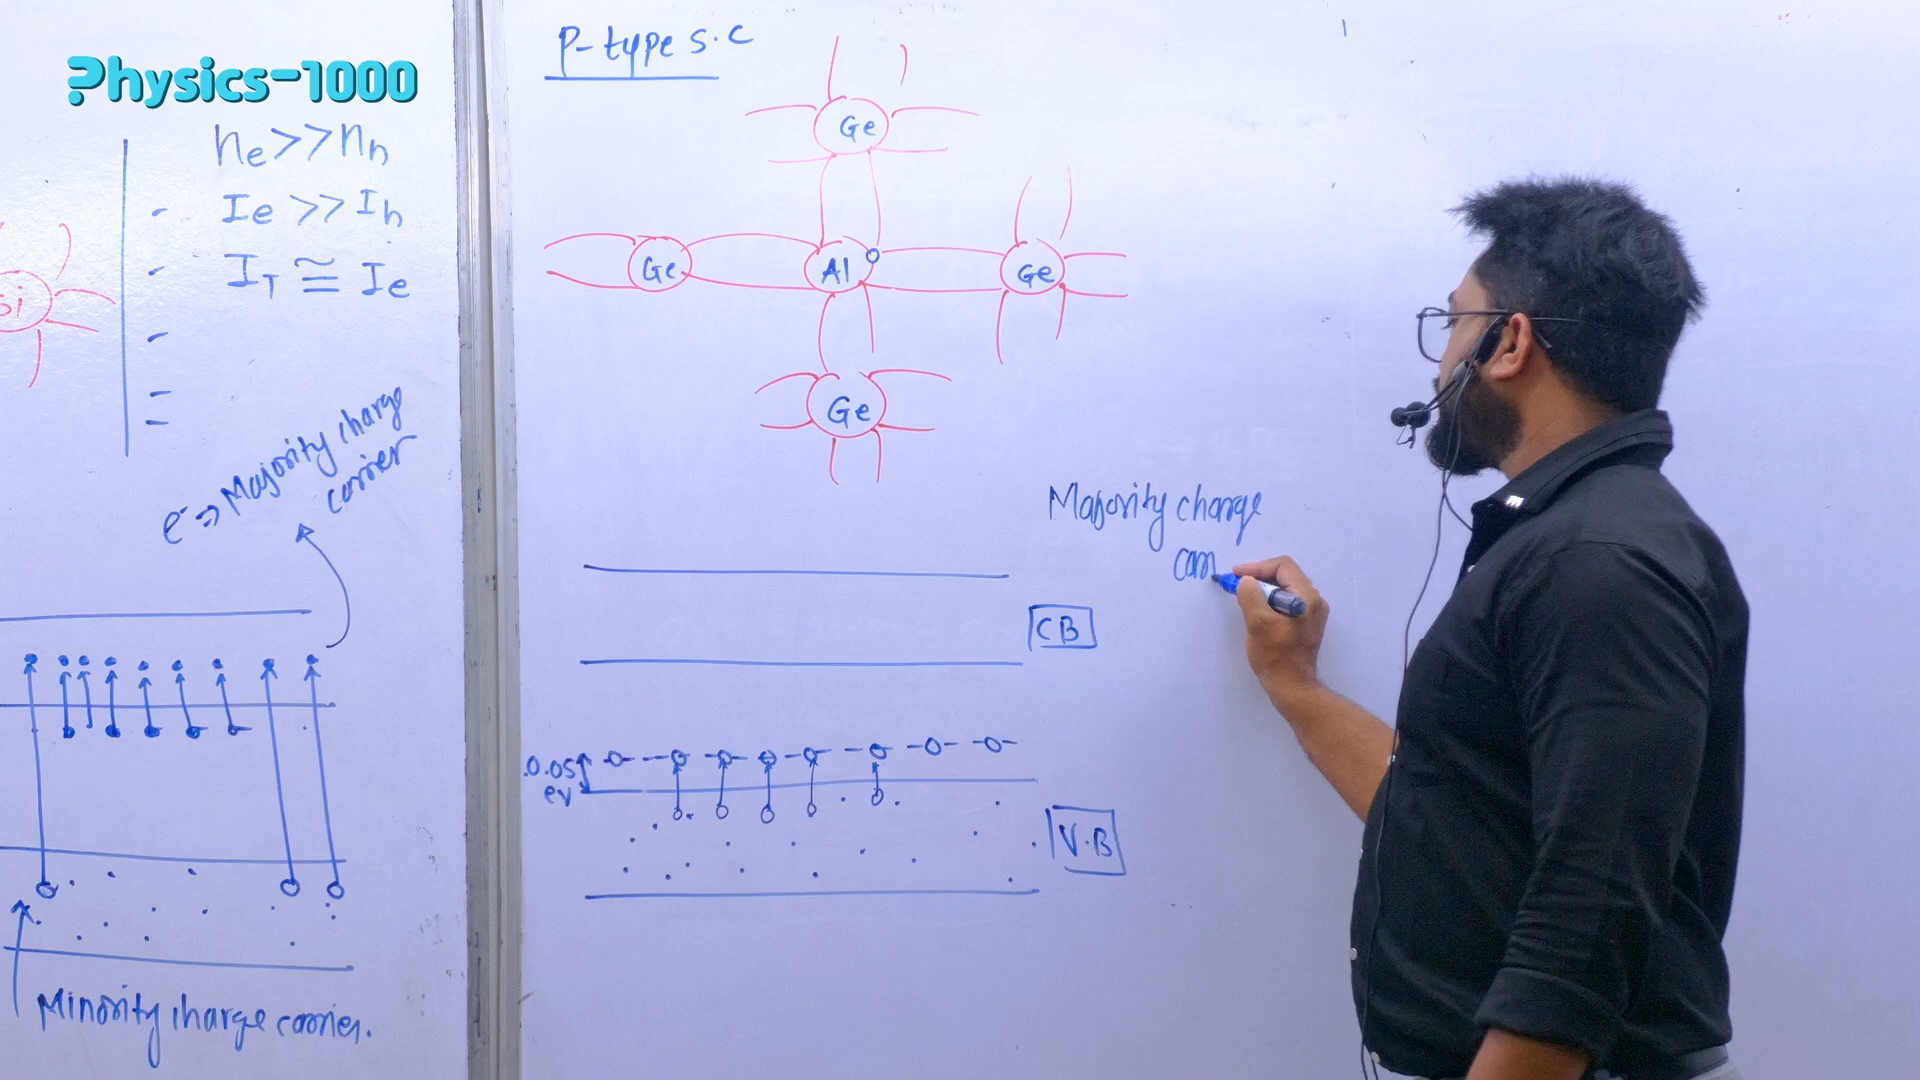 Physics-1000
ne >> nh
Ie >> Ih
IT ≅ Ie
e⁻ => Majority charge
carrier
Minority charge carrier.
Si
P-type S.C
Ge
Ge
Al
Ge
Ge
Majority charge
carr
CB
0.05
ev
V.B